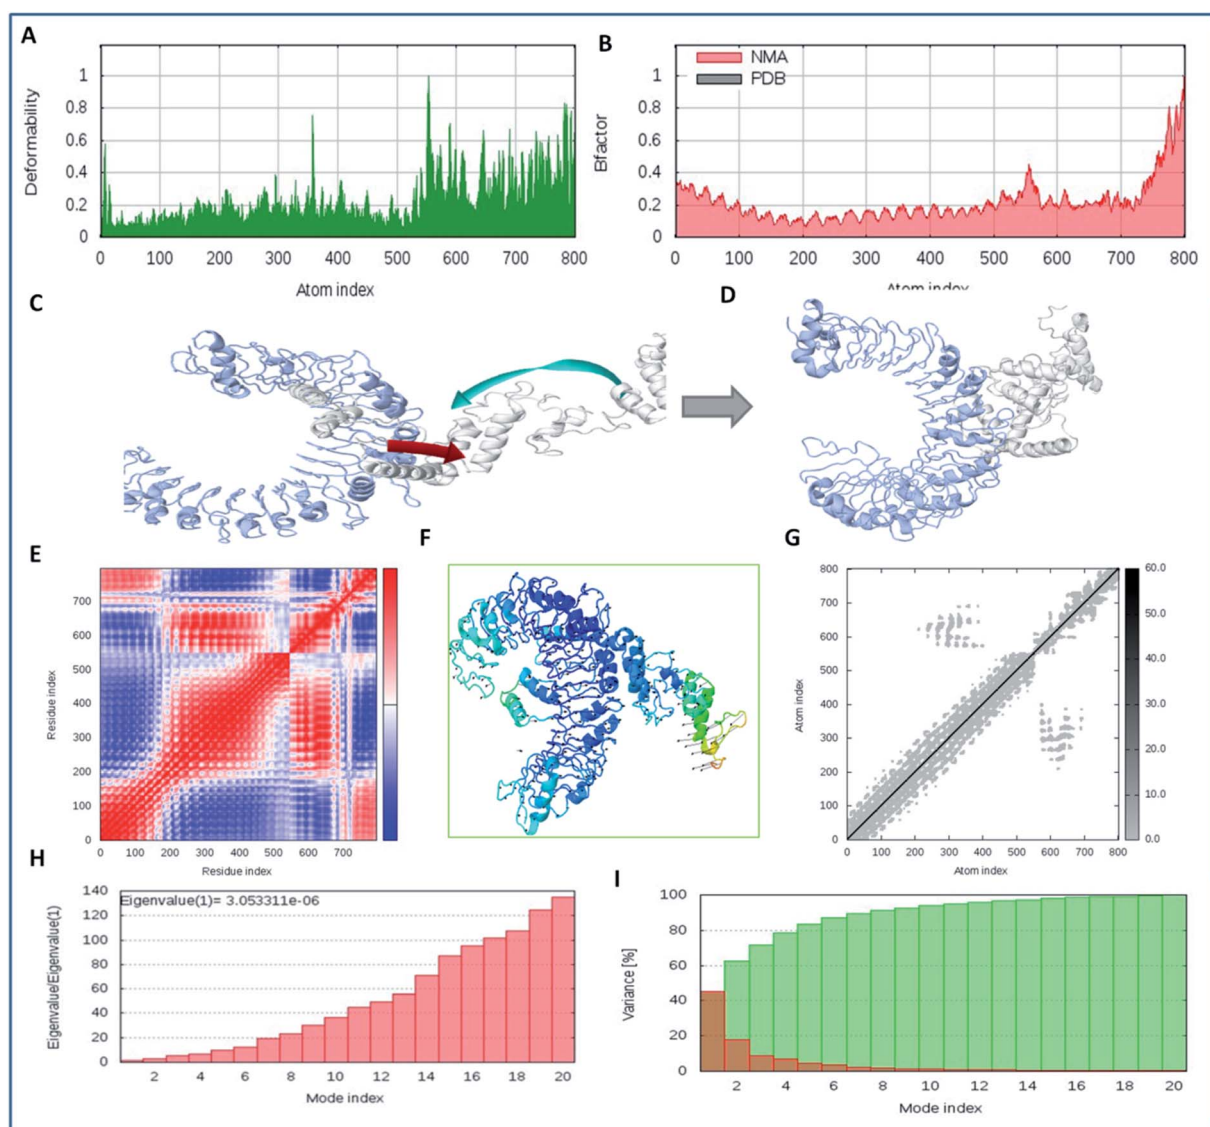 A
Deformability
1
0.8
0.6
0.4
0.2
0
0 100 200 300 400 500 600 700 800
Atom index
B
NMA
PDB
Bfactor
1
0.8
0.6
0.4
0.2
0
0 100 200 300 400 500 600 700 800
Atom index
C
D
E
Residue index
700
600
500
400
300
200
100
0
0 100 200 300 400 500 600 700
Residue index
F
G
Atom index
800
700
600
500
400
300
200
100
0
0 100 200 300 400 500 600 700 800
Atom index
60.0
50.0
40.0
30.0
20.0
10.0
0.0
H
Eigenvalue/Eigenvalue(1)
Eigenvalue(1)= 3.053311e-06
140
120
100
80
60
40
20
0
2 4 6 8 10 12 14 16 18 20
Mode index
I
Variance [%]
100
80
60
40
20
0
2 4 6 8 10 12 14 16 18 20
Mode index